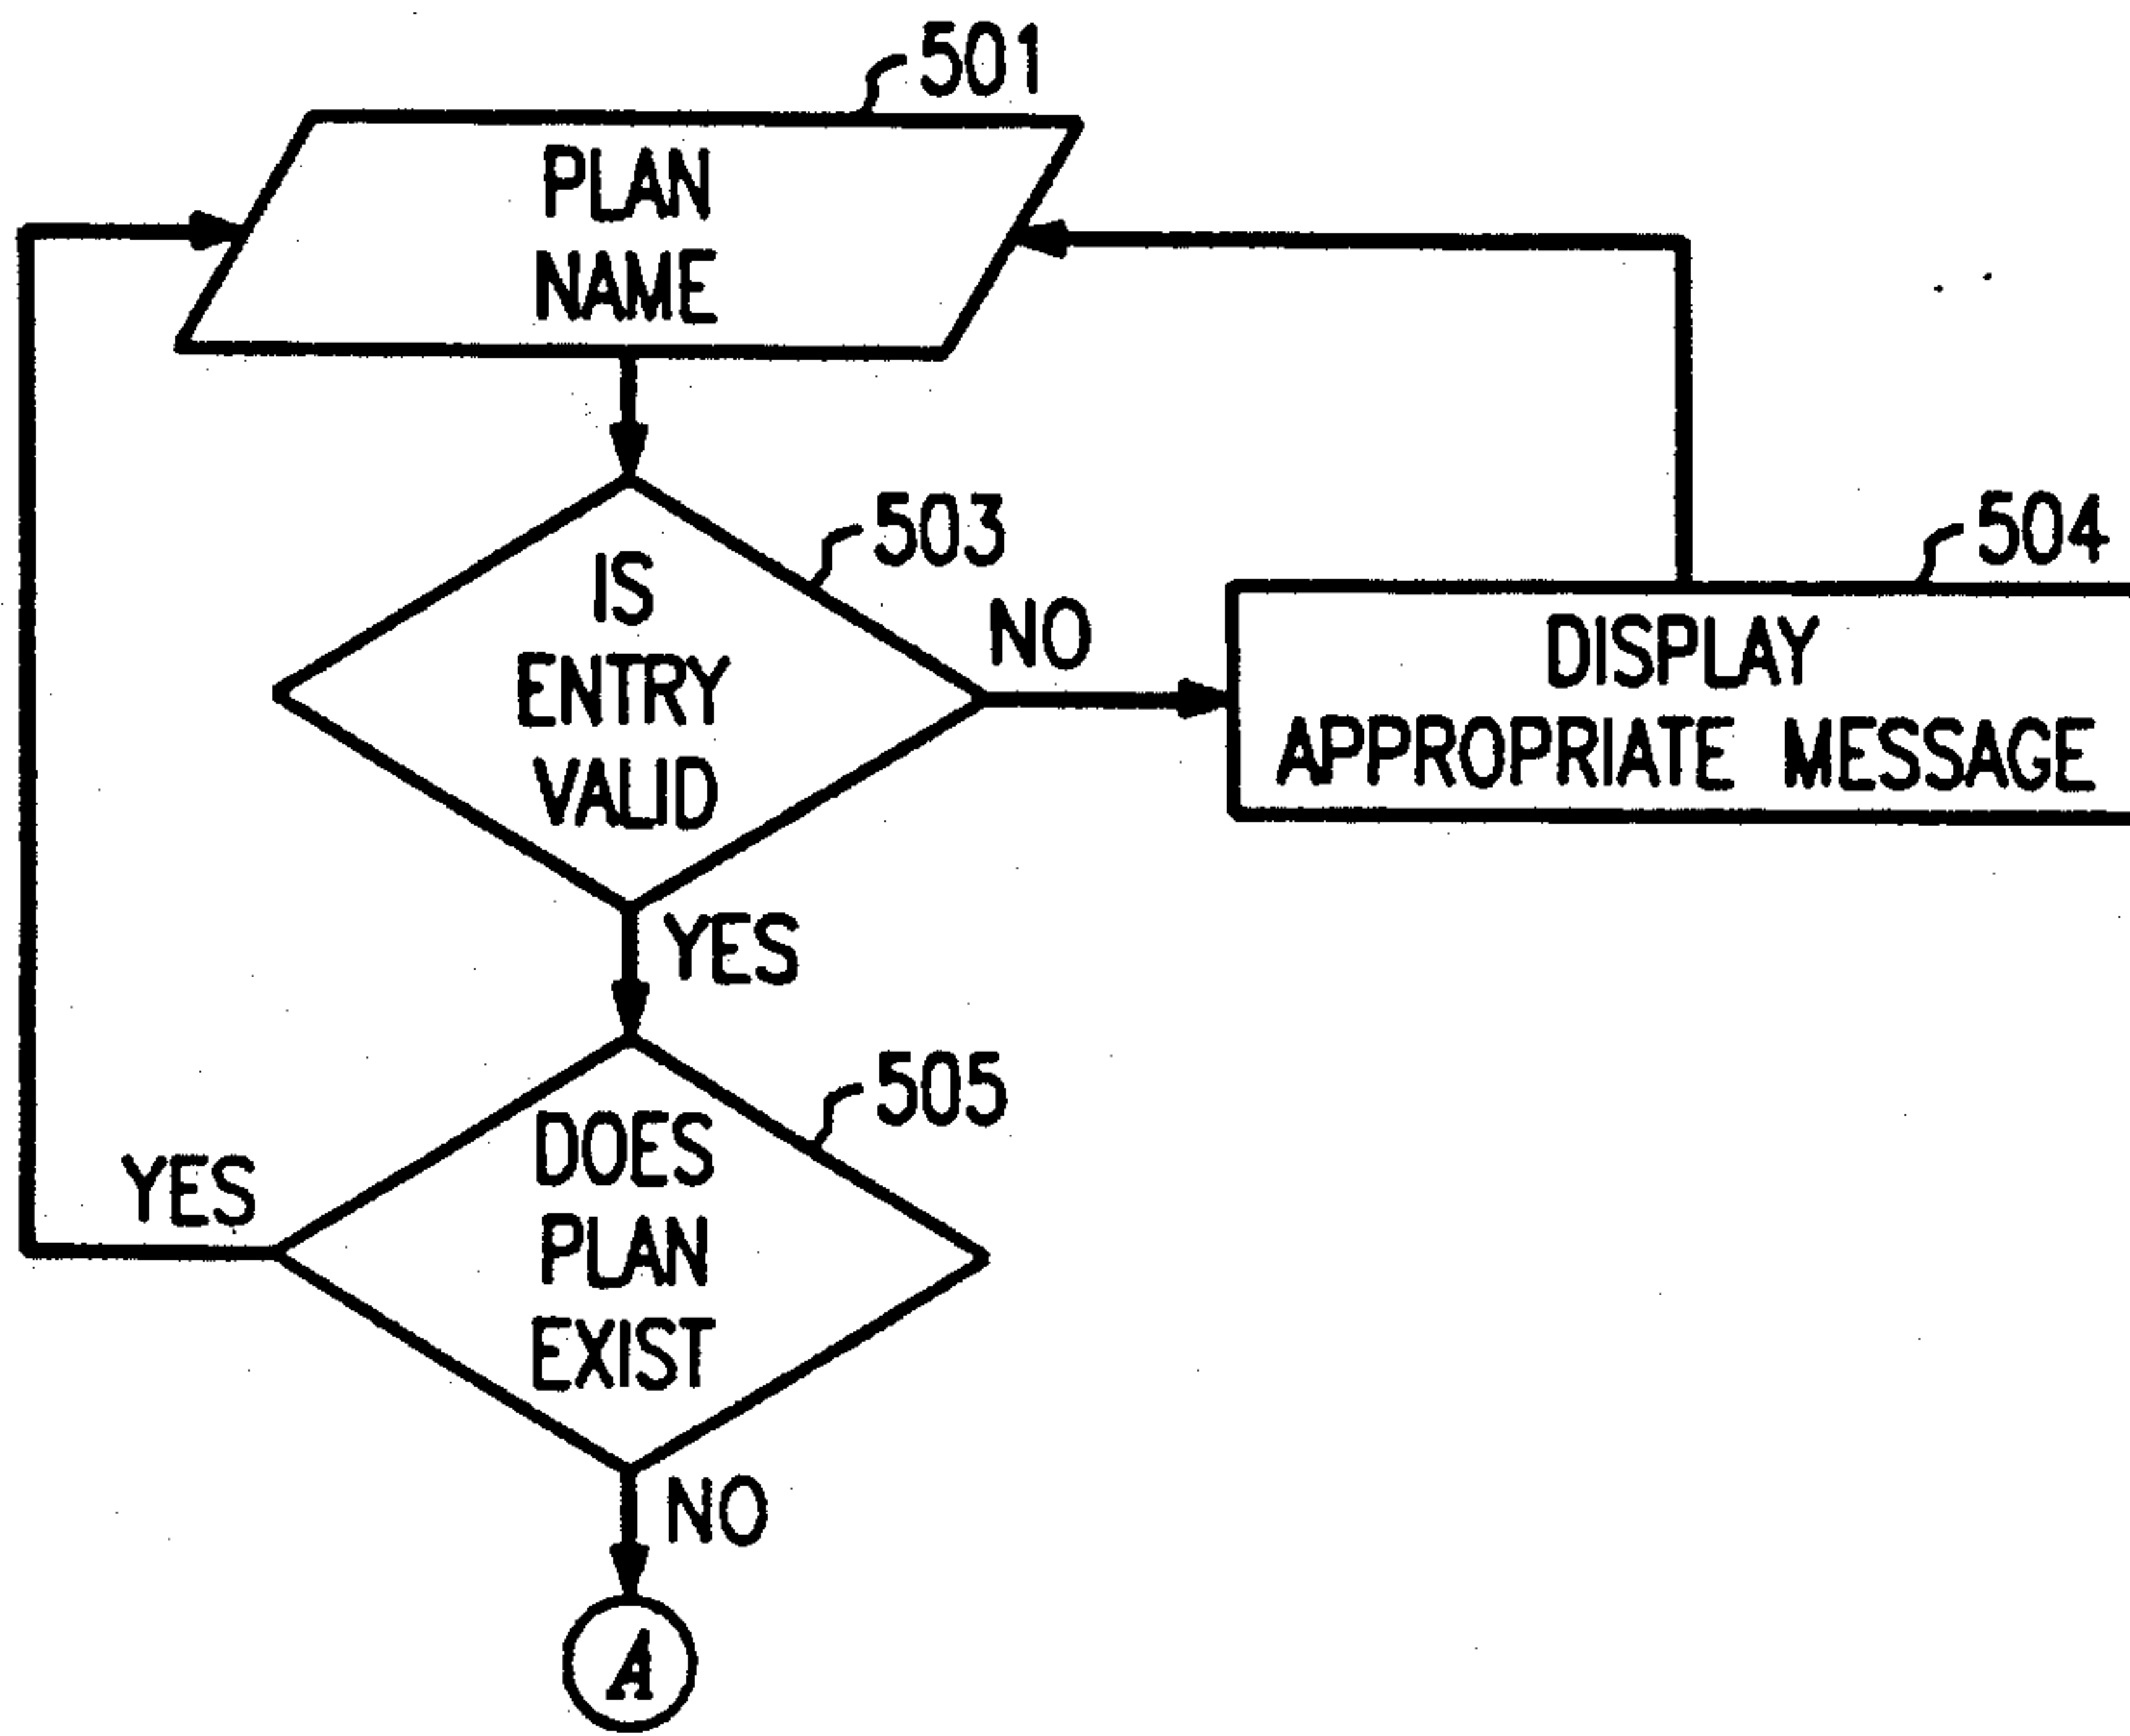 501
PLAN
NAME
503
IS
ENTRY
VALID
NO
504
DISPLAY
APPROPRIATE MESSAGE
YES
505
DOES
PLAN
EXIST
YES
NO
A